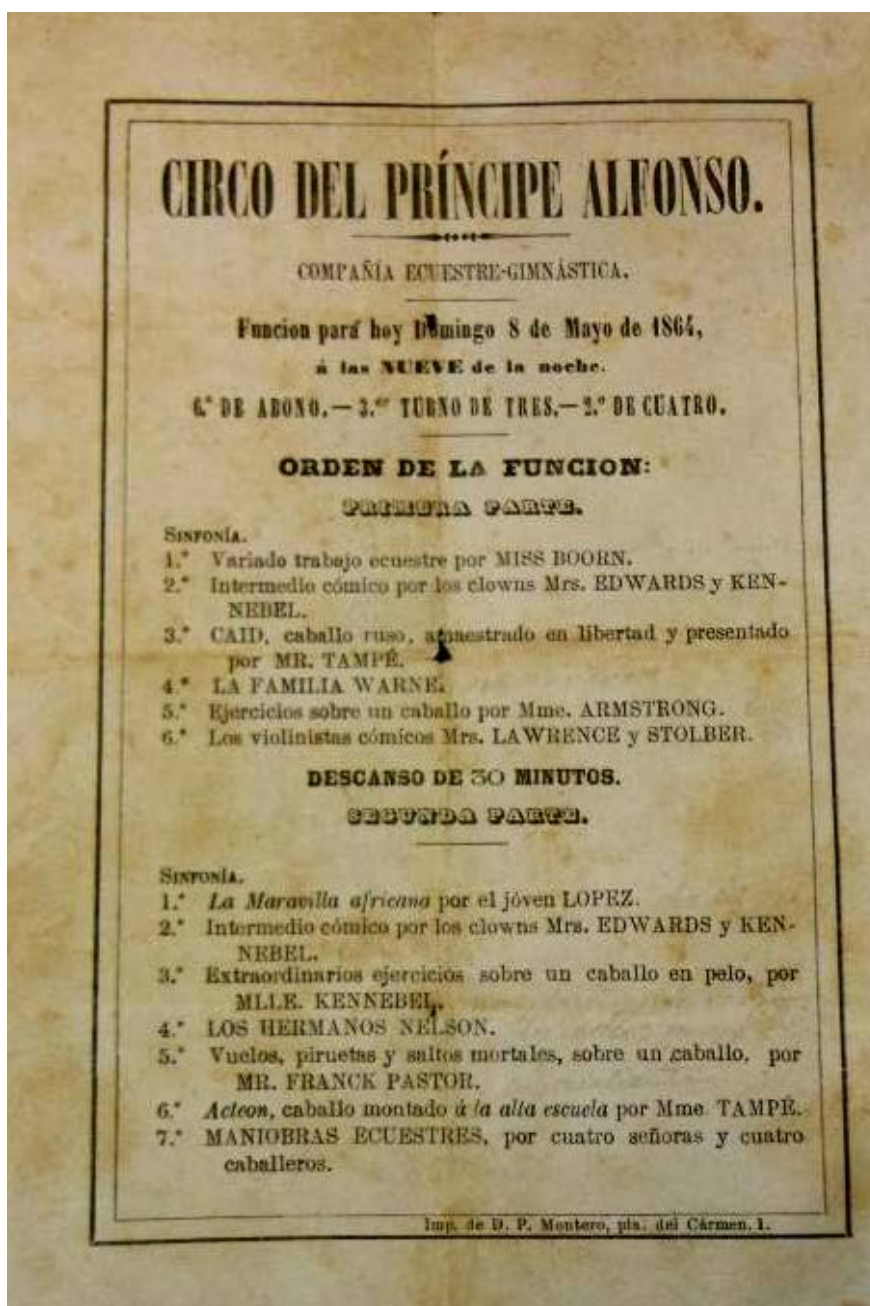 CIRCO DEL PRÍNCIPE ALFONSO.
COMPAÑÍA ECUESTRE-GIMNÁSTICA.
Funcion para hoy Domingo 8 de Mayo de 1864,
á las NUEVE de la noche.
6.ª DE ABONO.—3.er TURNO DE TRES.—2.º DE CUATRO.
ORDEN DE LA FUNCION:
PRIMERA PARTE.
SINFONÍA.
1.º Variado trabajo ecuestre por MISS BOORN.
2.º Intermedio cómico por los clowns Mrs. EDWARDS y KEN-
NEBEL.
3.º CAID, caballo ruso, amaestrado en libertad y presentado
por MR. TAMPÉ.
4.º LA FAMILIA WARNE.
5.º Ejercicios sobre un caballo por Mme. ARMSTRONG.
6.º Los violinistas cómicos Mrs. LAWRENCE y STOLBER.
DESCANSO DE 30 MINUTOS.
SEGUNDA PARTE.
SINFONÍA.
1.º La Maravilla africana por el jóven LOPEZ.
2.º Intermedio cómico por los clowns Mrs. EDWARDS y KEN-
NEBEL.
3.º Extraordinarios ejercicios sobre un caballo en pelo, por
MLLE. KENNEBEL.
4.º LOS HERMANOS NELSON.
5.º Vuelos, piruetas y saltos mortales, sobre un caballo, por
MR. FRANCK PASTOR.
6.º Acteon, caballo montado á la alta escuela por Mme TAMPÉ.
7.º MANIOBRAS ECUESTRES, por cuatro señoras y cuatro
caballeros.
Imp. de D. P. Montero, pla. del Cármen, 1.